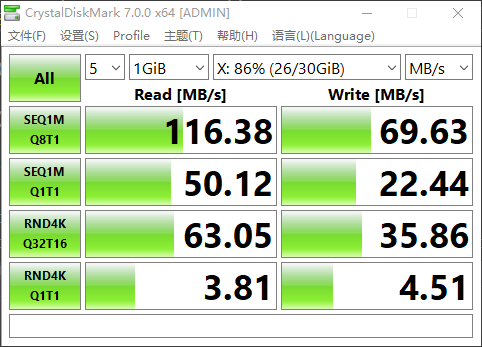 CrystalDiskMark 7.0.0 x64 [ADMIN]
文件(F) 设置(S) Profile 主题(T) 帮助(H) 语言(L)(Language)
All 5 1GiB X: 86% (26/30GiB) MB/s
Read [MB/s] Write [MB/s]
SEQ1M
Q8T1 116.38 69.63
SEQ1M
Q1T1 50.12 22.44
RND4K
Q32T16 63.05 35.86
RND4K
Q1T1 3.81 4.51